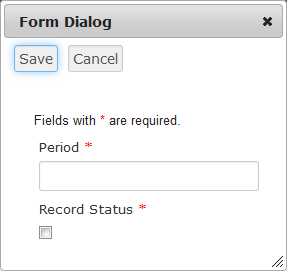 Form Dialog
Save Cancel
Fields with * are required.
Period *
Record Status *